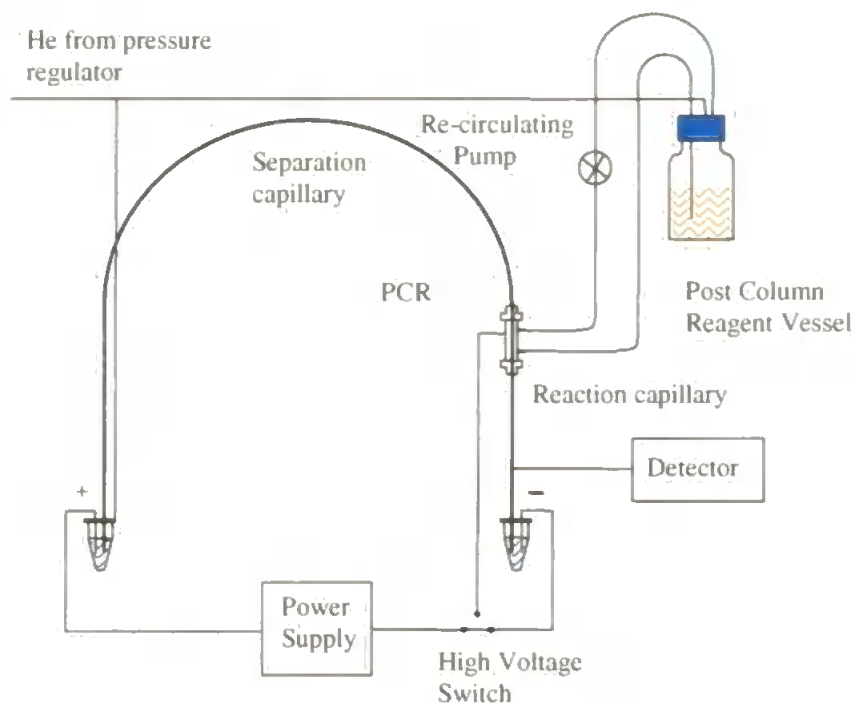 He from pressure
regulator
Re-circulating
Pump
Separation
capillary
PCR
Post Column
Reagent Vessel
Reaction capillary
Detector
+
−
Power
Supply
High Voltage
Switch